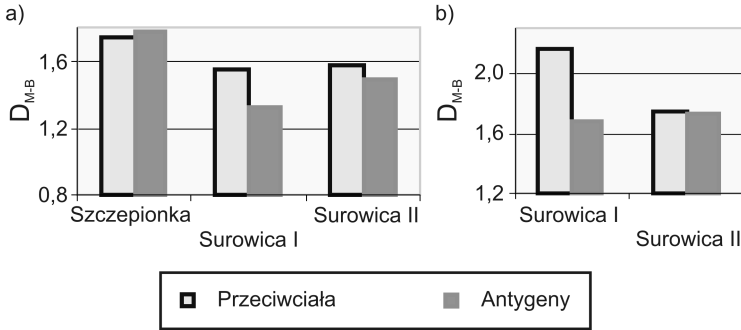 a)
D M-B
1,6
1,2
0,8
Szczepionka
Surowica I
Surowica II
b)
D M-B
2,0
1,6
1,2
Surowica I
Surowica II
Przeciwciała
Antygeny